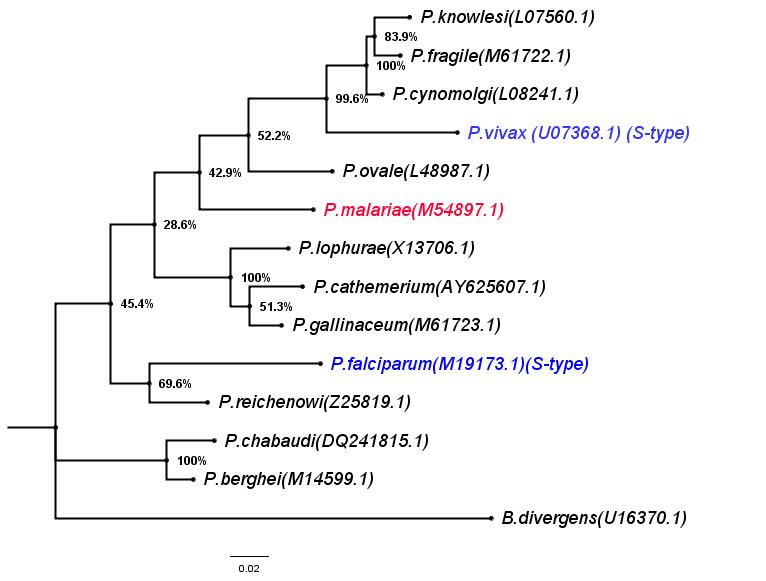 P.knowlesi(L07560.1)
83.9%
P.fragile(M61722.1)
100%
P.cynomolgi(L08241.1)
99.6%
P.vivax (U07368.1) (S-type)
52.2%
P.ovale(L48987.1)
42.9%
P.malariae(M54897.1)
28.6%
P.lophurae(X13706.1)
100%
P.cathemerium(AY625607.1)
51.3%
45.4%
P.gallinaceum(M61723.1)
P.falciparum(M19173.1)(S-type)
69.6%
P.reichenowi(Z25819.1)
P.chabaudi(DQ241815.1)
100%
P.berghei(M14599.1)
B.divergens(U16370.1)
0.02